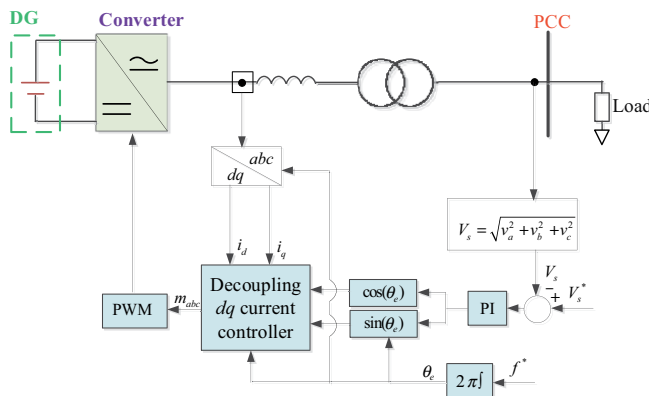 DG
Converter
PCC
Load
abc
dq
V_s = √(v_a^2 + v_b^2 + v_c^2)
i_d
i_q
V_s
Decoupling
dq current
controller
cos(θ_e)
sin(θ_e)
PI
−
+
V_s^*
PWM
m_abc
θ_e
2π∫
f^*